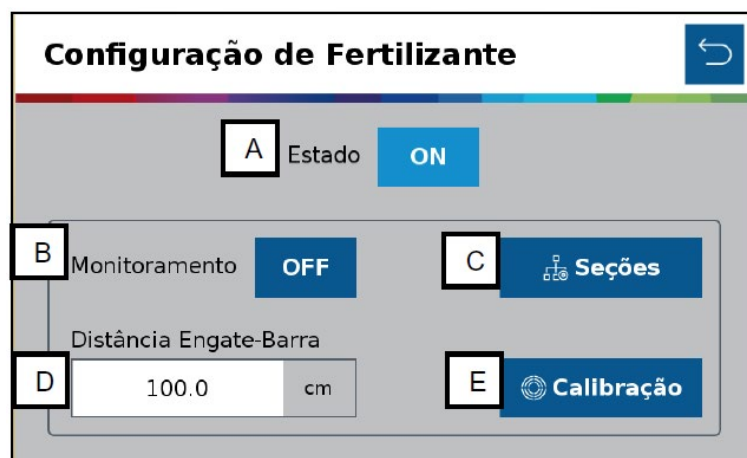 Configuração de Fertilizante
A Estado ON
B Monitoramento OFF C Seções
Distância Engate-Barra
D 100.0 cm E Calibração